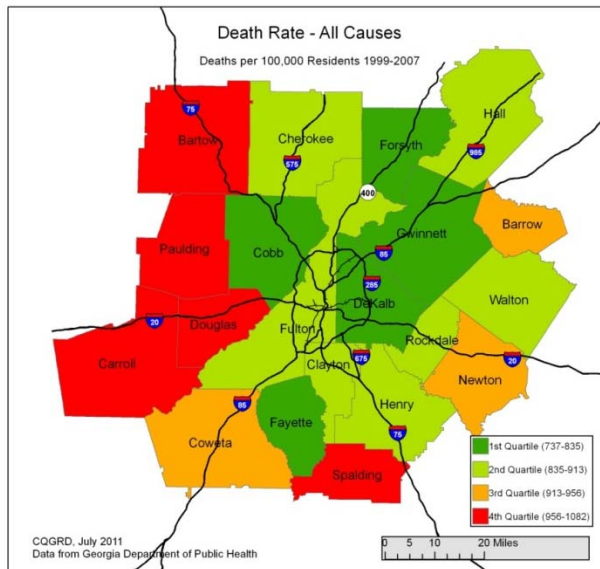 Death Rate - All Causes
Deaths per 100,000 Residents 1999-2007
Hall
75
Bartow
Cherokee
Forsyth
575
985
400
Barrow
Gwinnett
Paulding
Cobb
85
285
Walton
DeKalb
20
Douglas
Fulton
Rockdale
Carroll
Clayton
675
20
Newton
Henry
85
Fayette
75
Coweta
Spalding
1st Quartile (737-835)
2nd Quartile (835-913)
3rd Quartile (913-956)
4th Quartile (956-1082)
CQGRD, July 2011
Data from Georgia Department of Public Health
0 5 10 20 Miles